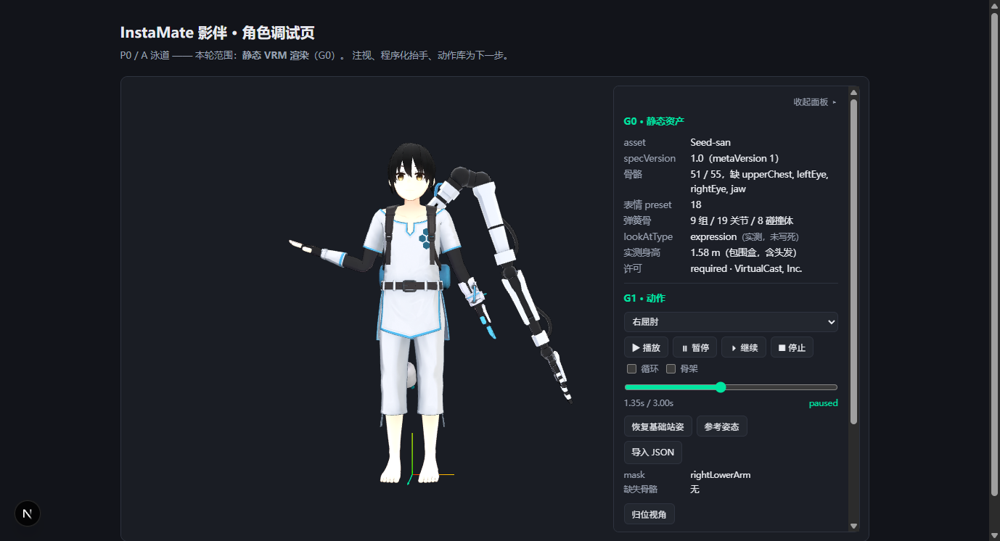 InstaMate 影伴 • 角色调试页
P0 / A 泳道 —— 本轮范围：静态 VRM 渲染（G0）。 注视、程序化抬手、动作库为下一步。
收起面板 ▸
G0 • 静态资产
asset Seed-san
specVersion 1.0（metaVersion 1）
骨骼 51 / 55，缺 upperChest, leftEye,
rightEye, jaw
表情 preset 18
弹簧骨 9 组 / 19 关节 / 8 碰撞体
lookAtType expression（实测，未写死）
实测身高 1.58 m（包围盒，含头发）
许可 required · VirtualCast, Inc.
G1 • 动作
右屈肘
▶ 播放 ⏸ 暂停 ⏵ 继续 ■ 停止
循环 骨架
1.35s / 3.00s paused
恢复基础站姿 参考姿态
导入 JSON
mask rightLowerArm
缺失骨骼 无
归位视角
N